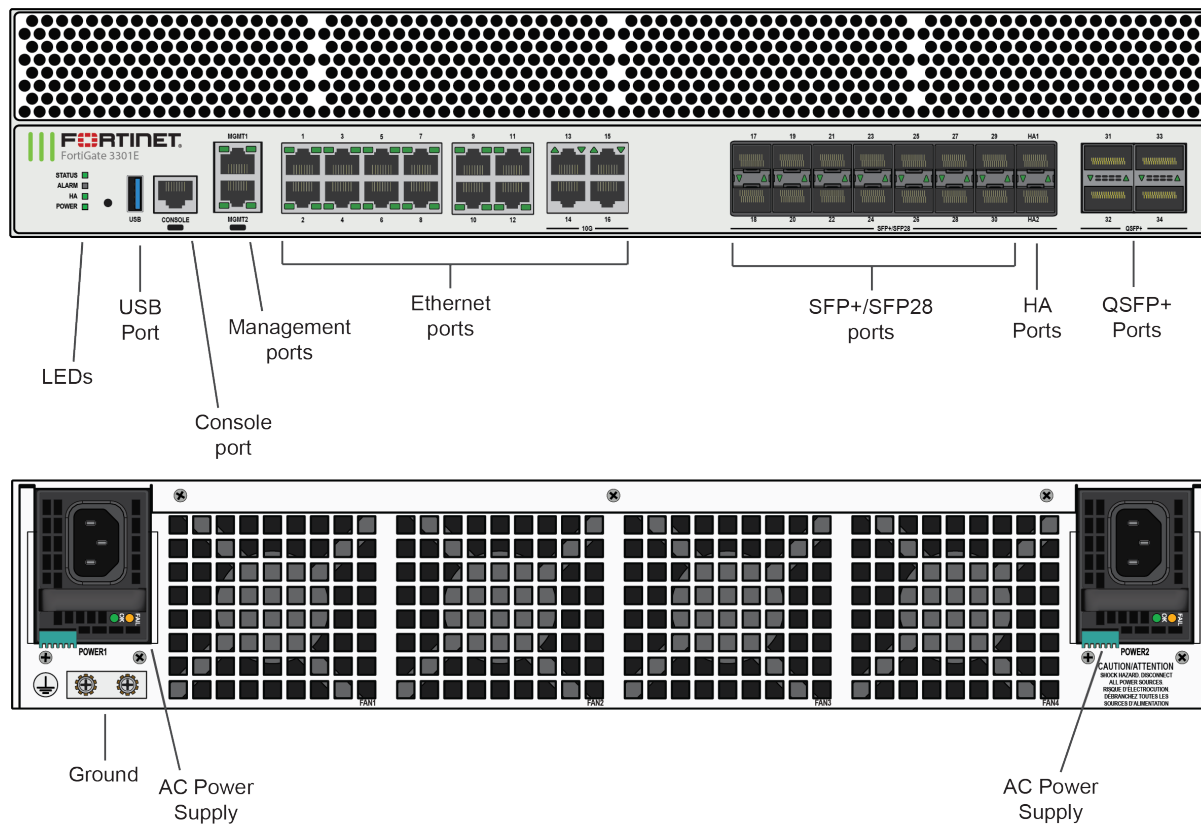 MGMT1 1 3 5 7 9 11 13 15 17 19 21 23 25 27 29 HA1 31 33
FORTINET®
FortiGate 3301E
STATUS
ALARM
HA
POWER
USB CONSOLE MGMT2 2 4 6 8 10 12 14 16 18 20 22 24 26 28 30 HA2 32 34
10G SFP+/SFP28 QSFP+
LEDs
USB
Port
Console
port
Management
ports
Ethernet
ports
SFP+/SFP28
ports
HA
Ports
QSFP+
Ports
OK FAIL
POWER1
FAN1 FAN2 FAN3 FAN4
OK FAIL
POWER2
CAUTION/ATTENTION
SHOCK HAZARD. DISCONNECT
ALL POWER SOURCES.
RISQUE D'ÉLECTROCUTION.
DÉBRANCHEZ TOUTES LES
SOURCES D'ALIMENTATION
Ground
AC Power
Supply
AC Power
Supply